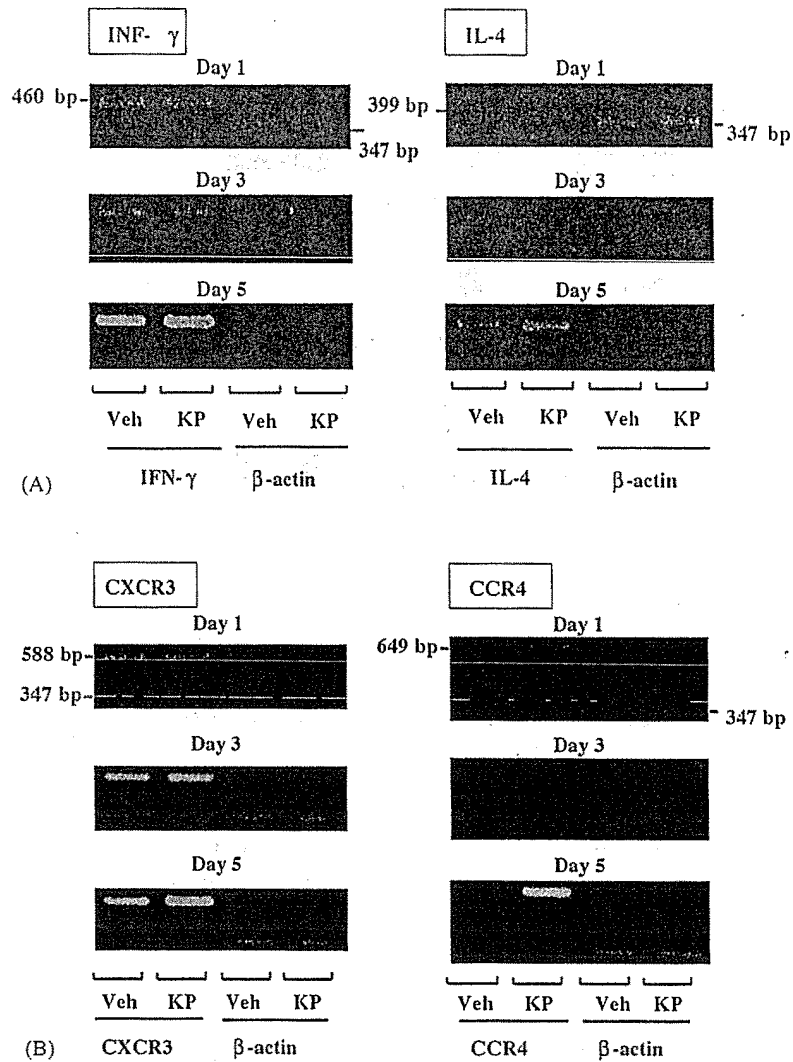 INF- γ
Day 1
460 bp
347 bp
Day 3
Day 5
Veh KP Veh KP
IFN- γ β-actin
IL-4
Day 1
399 bp
347 bp
Day 3
Day 5
Veh KP Veh KP
IL-4 β-actin
(A)
CXCR3
Day 1
588 bp
347 bp
Day 3
Day 5
Veh KP Veh KP
CXCR3 β-actin
CCR4
Day 1
649 bp
347 bp
Day 3
Day 5
Veh KP Veh KP
CCR4 β-actin
(B)